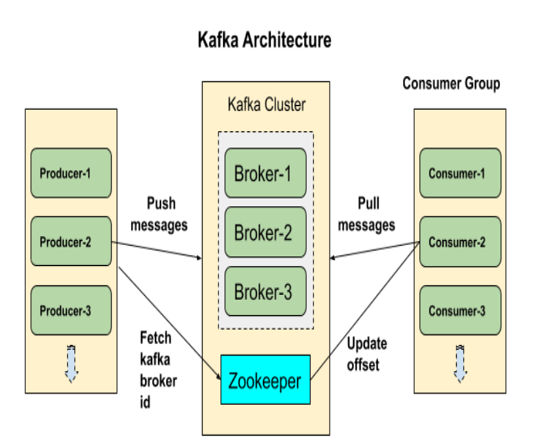 Kafka Architecture
Producer-1
Producer-2
Producer-3
Push
messages
Fetch
kafka
broker
id
Kafka Cluster
Broker-1
Broker-2
Broker-3
Zookeeper
Pull
messages
Update
offset
Consumer Group
Consumer-1
Consumer-2
Consumer-3